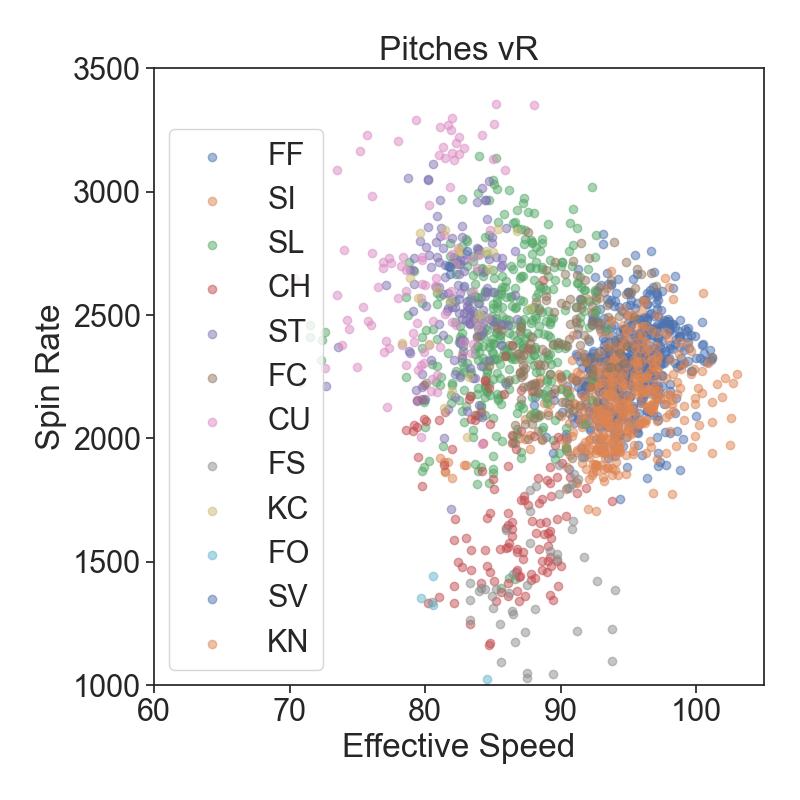 Pitches vR
3500
3000
2500
2000
1500
1000
Spin Rate
FF
SI
SL
CH
ST
FC
CU
FS
KC
FO
SV
KN
60 70 80 90 100
Effective Speed